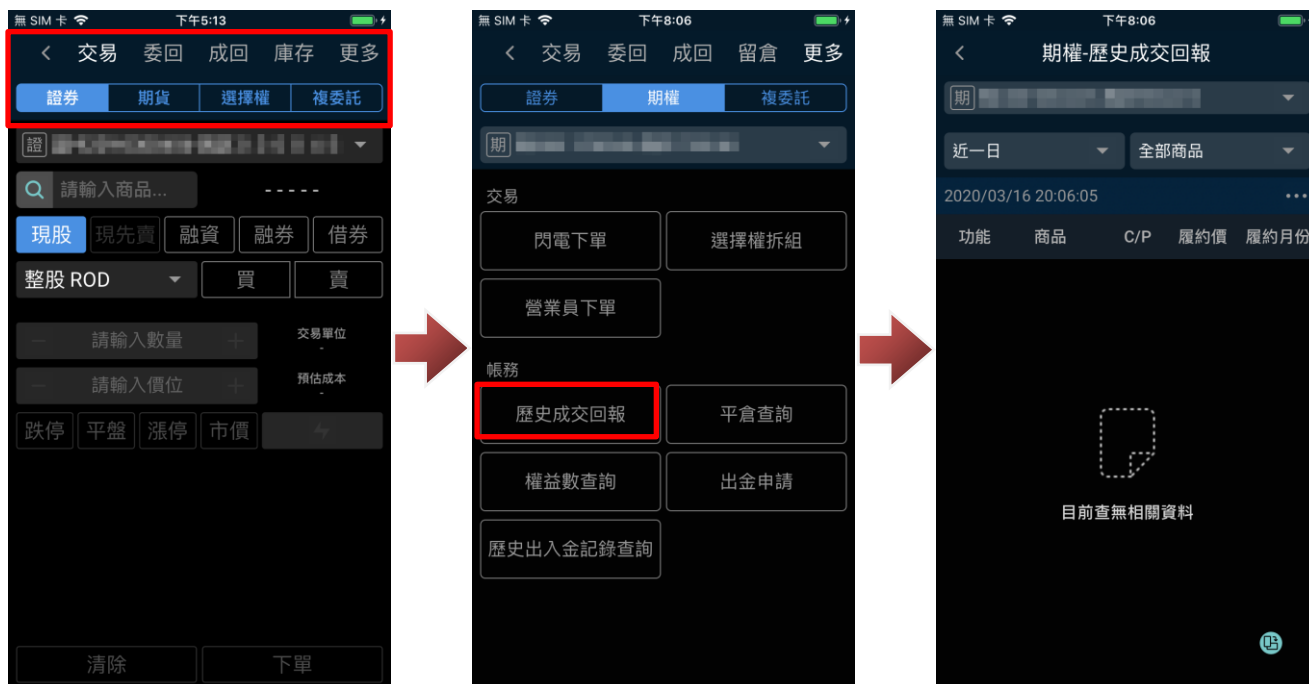 無 SIM 卡 下午5:13
交易 委回 成回 庫存 更多
證券 期貨 選擇權 複委託
證
請輸入商品... - - - - -
現股 現先賣 融資 融券 借券
整股 ROD 買 賣
− 請輸入數量 + 交易單位
-
− 請輸入價位 + 預估成本
-
跌停 平盤 漲停 市價
清除 下單
無 SIM 卡 下午8:06
交易 委回 成回 留倉 更多
證券 期權 複委託
期
交易
閃電下單 選擇權拆組
營業員下單
帳務
歷史成交回報 平倉查詢
權益數查詢 出金申請
歷史出入金記錄查詢
無 SIM 卡 下午8:06
期權-歷史成交回報
期
近一日 全部商品
2020/03/16 20:06:05
功能 商品 C/P 履約價 履約月份
目前查無相關資料